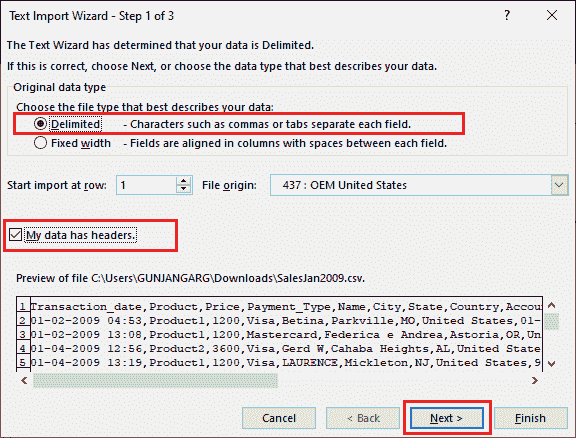 Text Import Wizard - Step 1 of 3
The Text Wizard has determined that your data is Delimited.
If this is correct, choose Next, or choose the data type that best describes your data.
Original data type
Choose the file type that best describes your data:
Delimited - Characters such as commas or tabs separate each field.
Fixed width - Fields are aligned in columns with spaces between each field.
Start import at row: 1 File origin: 437 : OEM United States
My data has headers.
Preview of file C:\Users\GUNJANGARG\Downloads\SalesJan2009.csv.
1 Transaction_date,Product,Price,Payment_Type,Name,City,State,Country,Accou
2 01-02-2009 04:53,Product1,1200,Visa,Betina,Parkville,MO,United States,01-
3 01-02-2009 13:08,Product1,1200,Mastercard,Federica e Andrea,Astoria,OR,Un
4 01-04-2009 12:56,Product2,3600,Visa,Gerd W,Cahaba Heights,AL,United State
5 01-04-2009 13:19,Product1,1200,Visa,LAURENCE,Mickleton,NJ,United States,9
Cancel < Back Next > Finish